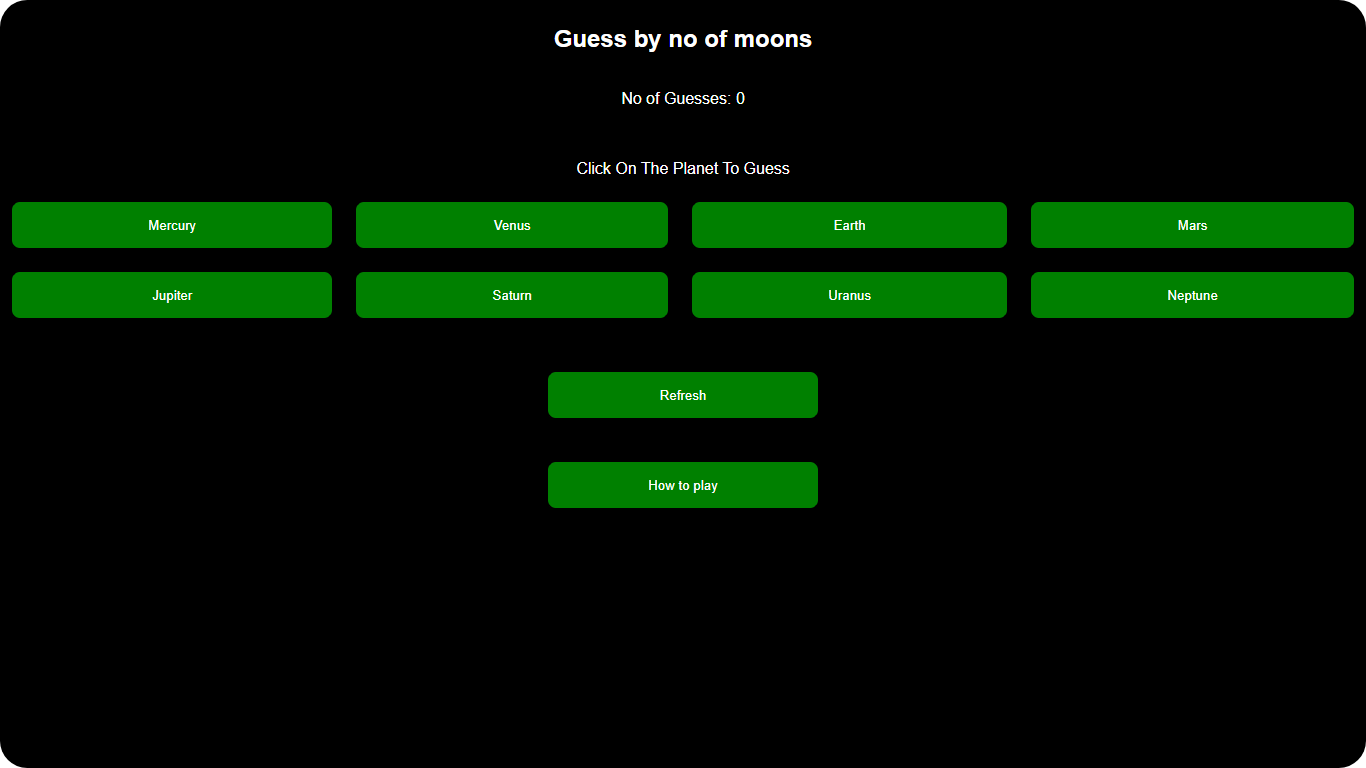 Guess by no of moons
No of Guesses: 0
Click On The Planet To Guess
Mercury Venus Earth Mars
Jupiter Saturn Uranus Neptune
Refresh
How to play